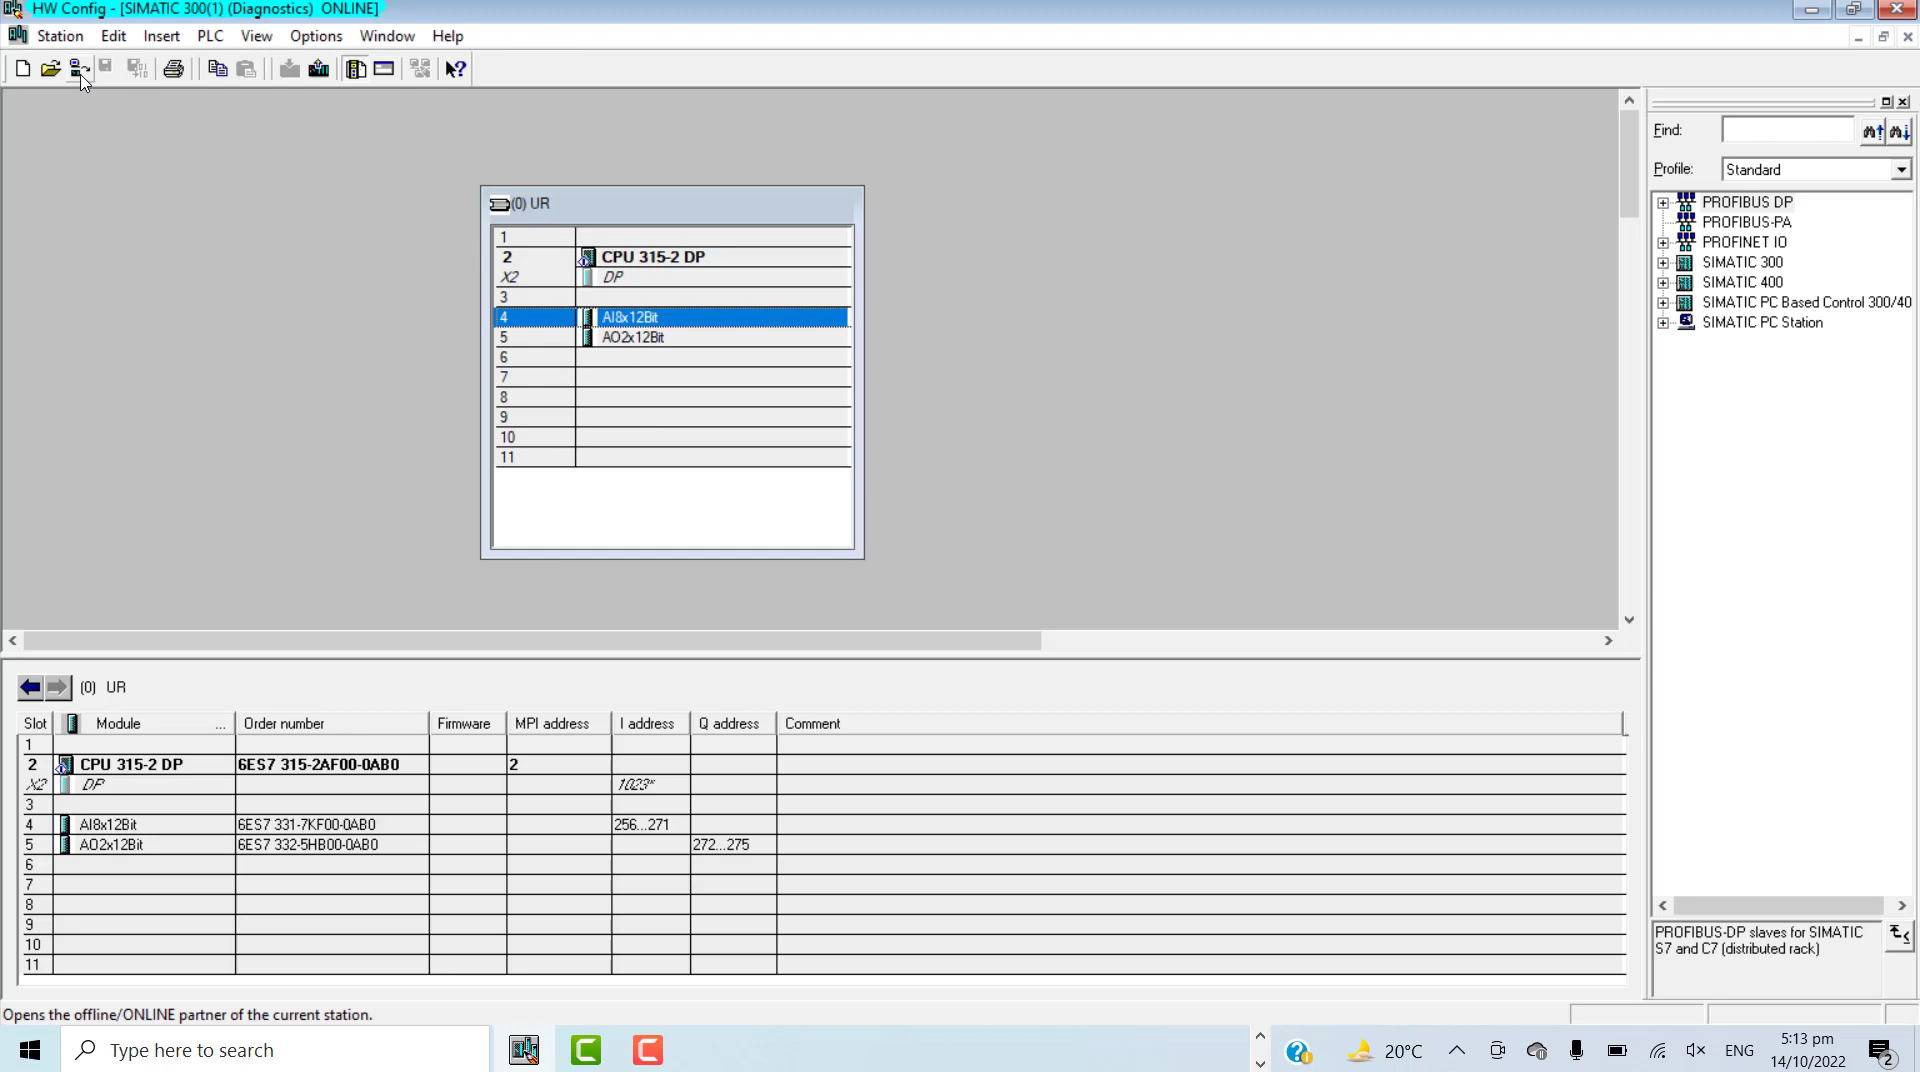 HW Config - [SIMATIC 300(1) (Diagnostics)  ONLINE]
Station Edit Insert PLC View Options Window Help
Find:
Profile: Standard
PROFIBUS DP
PROFIBUS-PA
PROFINET IO
SIMATIC 300
SIMATIC 400
SIMATIC PC Based Control 300/40
SIMATIC PC Station
(0) UR
1
2 CPU 315-2 DP
X2 DP
3
4 AI8x12Bit
5 AO2x12Bit
6
7
8
9
10
11
(0) UR
Slot Module ... Order number Firmware MPI address I address Q address Comment
1
2 CPU 315-2 DP 6ES7 315-2AF00-0AB0 2
X2 DP 1023*
3
4 AI8x12Bit 6ES7 331-7KF00-0AB0 256...271
5 AO2x12Bit 6ES7 332-5HB00-0AB0 272...275
6
7
8
9
10
11
PROFIBUS-DP slaves for SIMATIC
S7 and C7 (distributed rack)
Opens the offline/ONLINE partner of the current station.
Type here to search
20°C
ENG
5:13 pm
14/10/2022
2